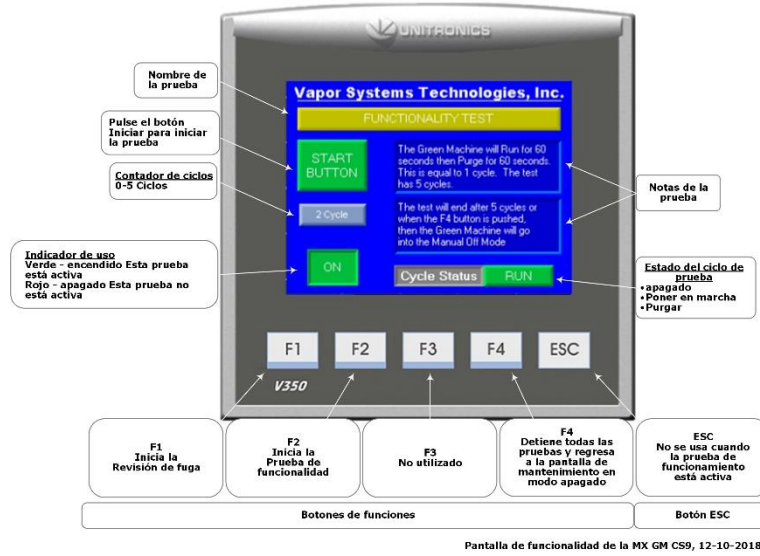 UNITRONICS
Nombre de
la prueba
Pulse el botón
Iniciar para iniciar
la prueba
Contador de ciclos
0-5 Ciclos
Indicador de uso
Verde - encendido Esta prueba
está activa
Rojo - apagado Esta prueba no
está activa
Vapor Systems Technologies, Inc.
FUNCTIONALITY TEST
START
BUTTON
The Green Machine will Run for 60
seconds then Purge for 60 seconds.
This is equal to 1 cycle. The test
has 5 cycles.
2 Cycle
The test will end after 5 cycles or
when the F4 button is pushed,
then the Green Machine will go
into the Manual Off Mode
ON
Cycle Status
RUN
Notas de la
prueba
Estado del ciclo de
prueba
•apagado
•Poner en marcha
•Purgar
F1
F2
F3
F4
ESC
V350
F1
Inicia la
Revisión de fuga
F2
Inicia la
Prueba de
funcionalidad
F3
No utilizado
F4
Detiene todas las
pruebas y regresa
a la pantalla de
mantenimiento en
modo apagado
ESC
No se usa cuando
la prueba de
funcionamiento
está activa
Botones de funciones
Botón ESC
Pantalla de funcionalidad de la MX GM CS9, 12-10-2018